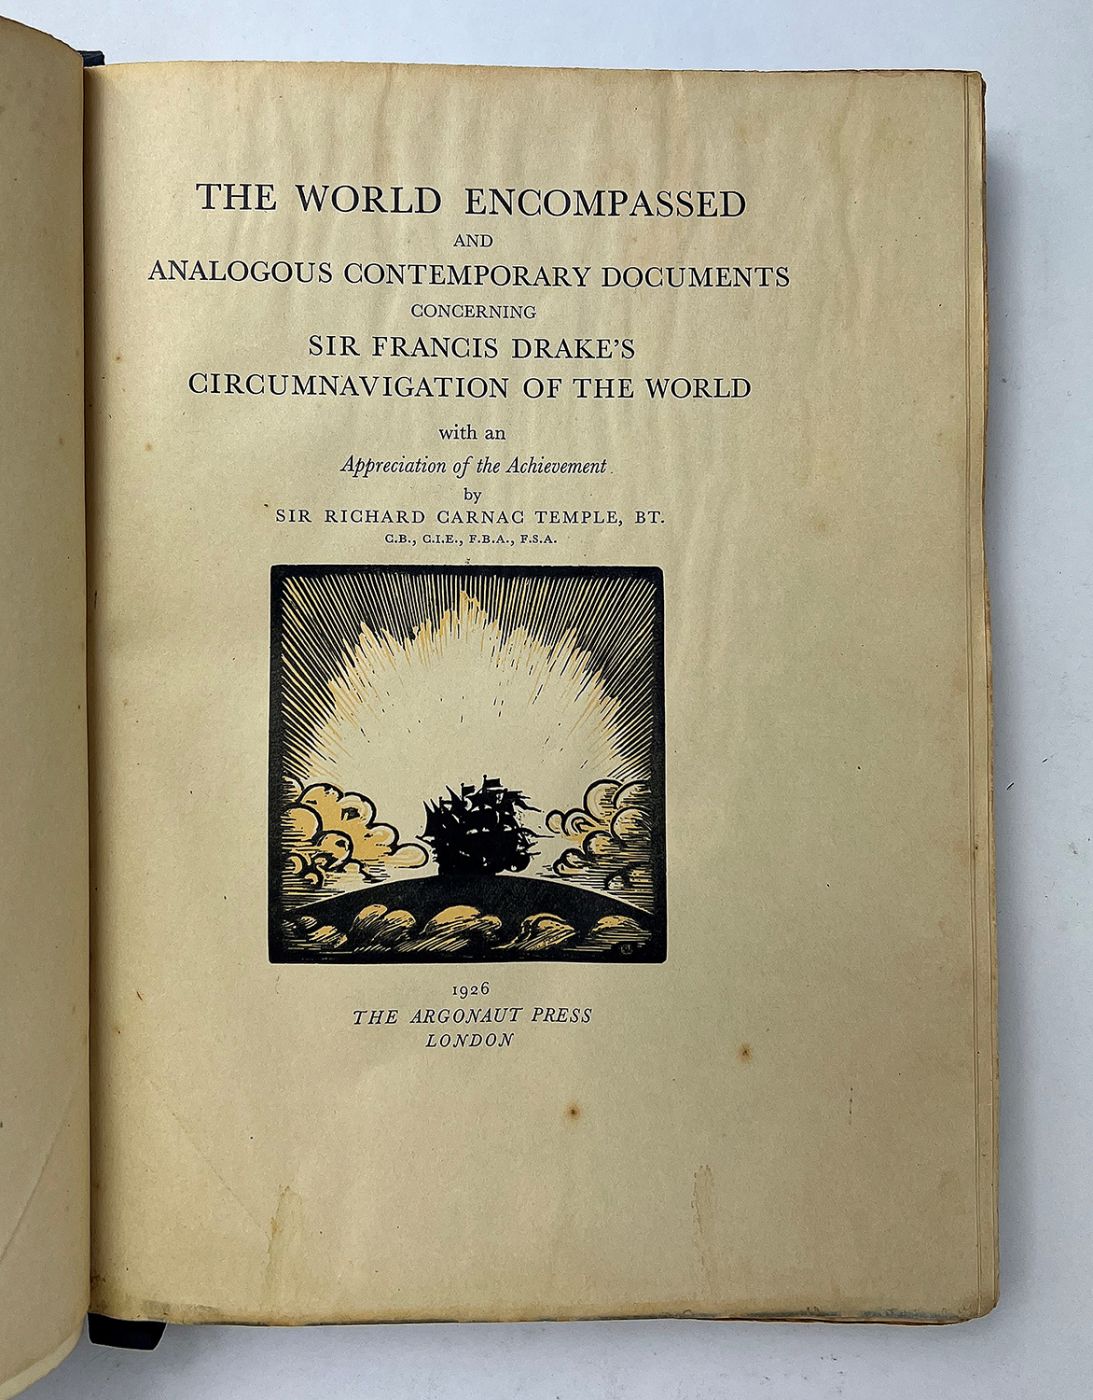 THE WORLD ENCOMPASSED
AND
ANALOGOUS CONTEMPORARY DOCUMENTS
CONCERNING
SIR FRANCIS DRAKE'S
CIRCUMNAVIGATION OF THE WORLD
with an
Appreciation of the Achievement
by
SIR RICHARD CARNAC TEMPLE, BT.
C.B., C.I.E., F.B.A., F.S.A.
1926
THE ARGONAUT PRESS
LONDON